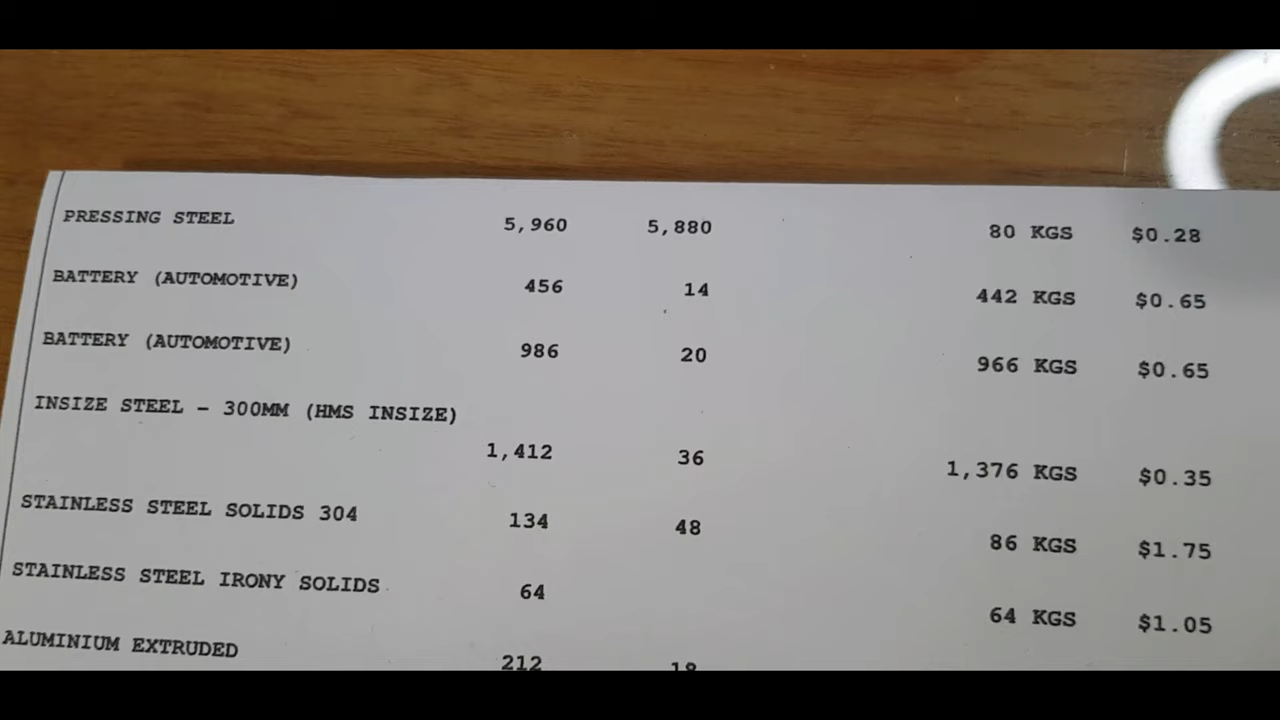 PRESSING STEEL 5,960 5,880 80 KGS $0.28
BATTERY (AUTOMOTIVE) 456 14 442 KGS $0.65
BATTERY (AUTOMOTIVE) 986 20 966 KGS $0.65
INSIZE STEEL - 300MM (HMS INSIZE)
1,412 36 1,376 KGS $0.35
STAINLESS STEEL SOLIDS 304 134 48 86 KGS $1.75
STAINLESS STEEL IRONY SOLIDS 64 64 KGS $1.05
ALUMINIUM EXTRUDED 212 18